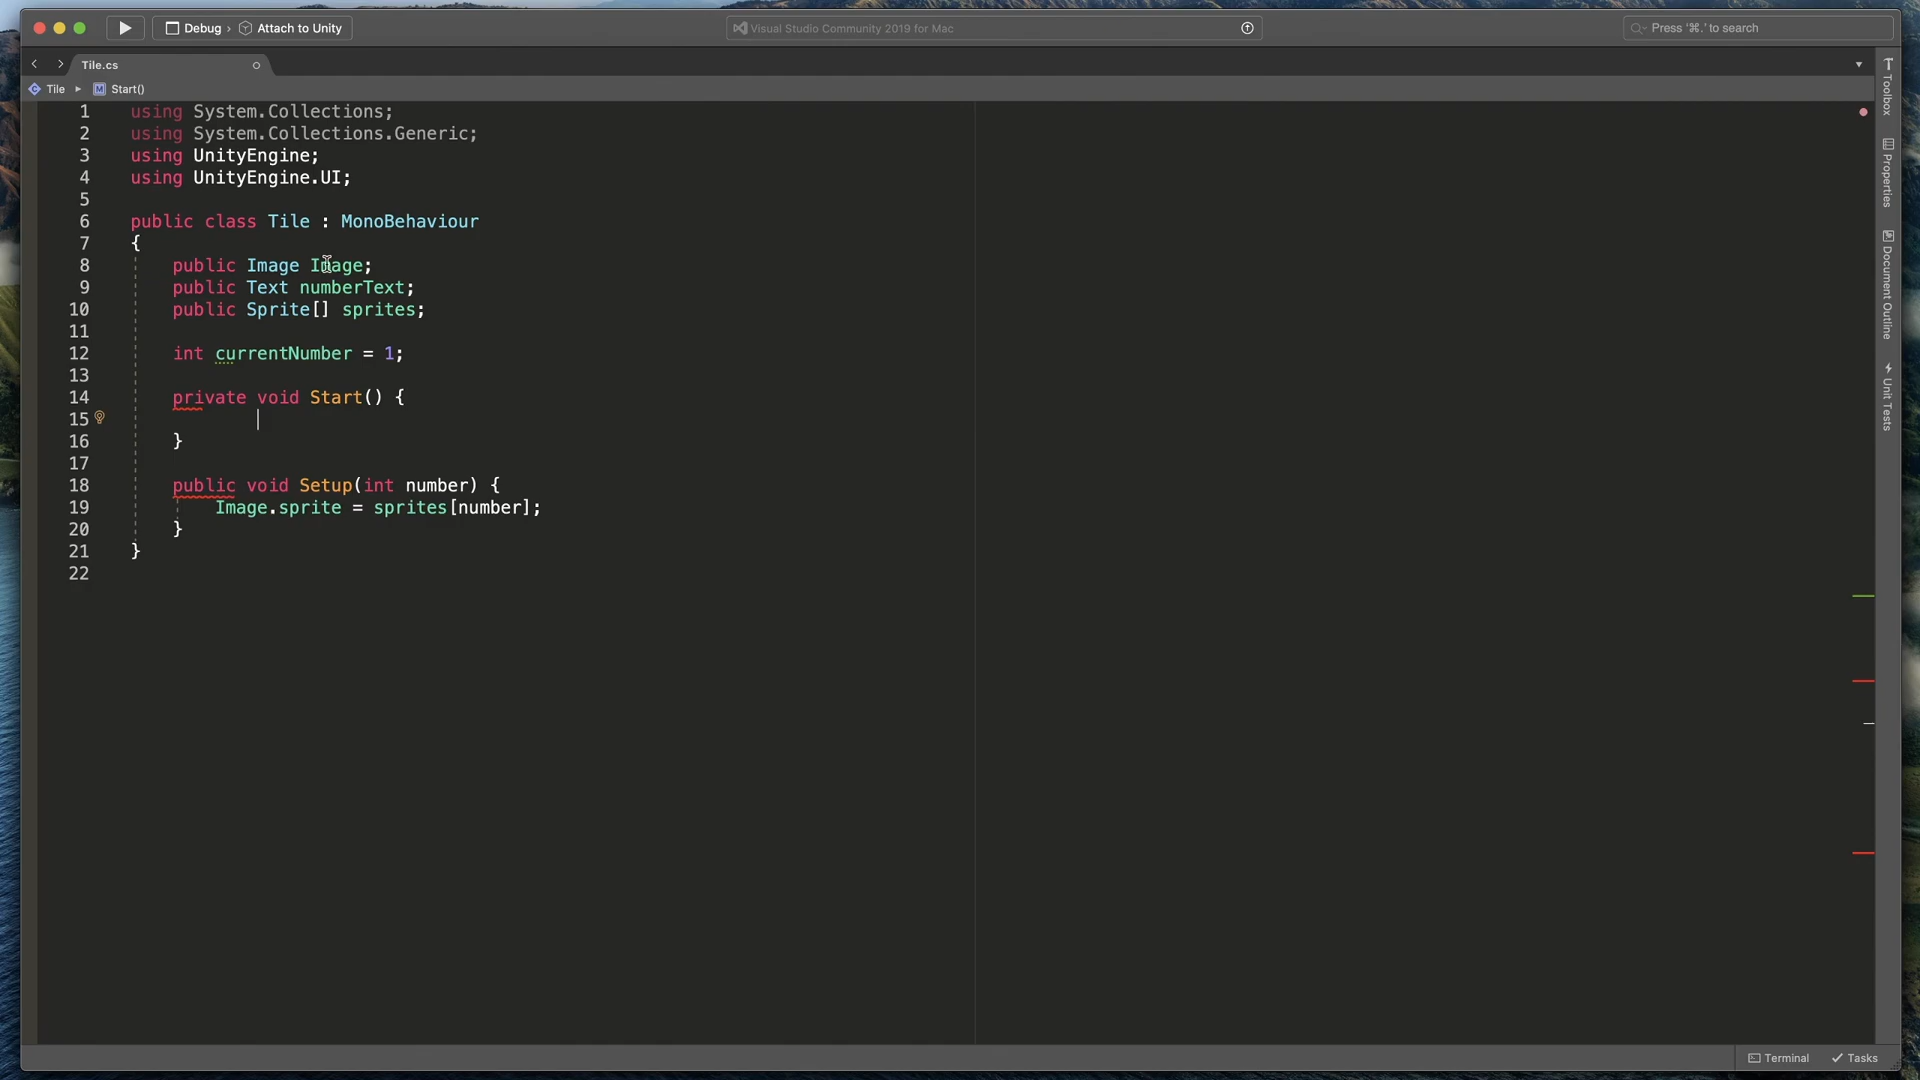 Debug › Attach to Unity
Visual Studio Community 2019 for Mac
Press '⌘.' to search
Tile.cs
Tile ▸ M Start()
1 using System.Collections;
2 using System.Collections.Generic;
3 using UnityEngine;
4 using UnityEngine.UI;
5
6 public class Tile : MonoBehaviour
7 {
8 public Image Image;
9 public Text numberText;
10 public Sprite[] sprites;
11
12 int currentNumber = 1;
13
14 private void Start() {
15
16 }
17
18 public void Setup(int number) {
19 Image.sprite = sprites[number];
20 }
21 }
22
Toolbox
Properties
Document Outline
Unit Tests
Terminal
Tasks